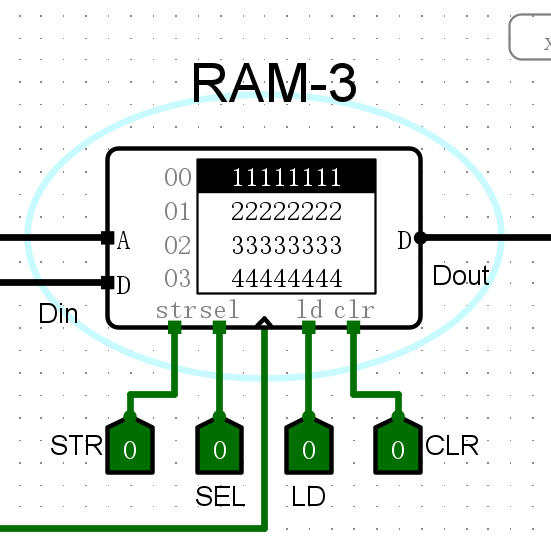 RAM-3
x
00 11111111
01 22222222
A 02 33333333 D
D 03 44444444 Dout
Din str sel ld clr
STR 0 0 0 0 CLR
SEL LD